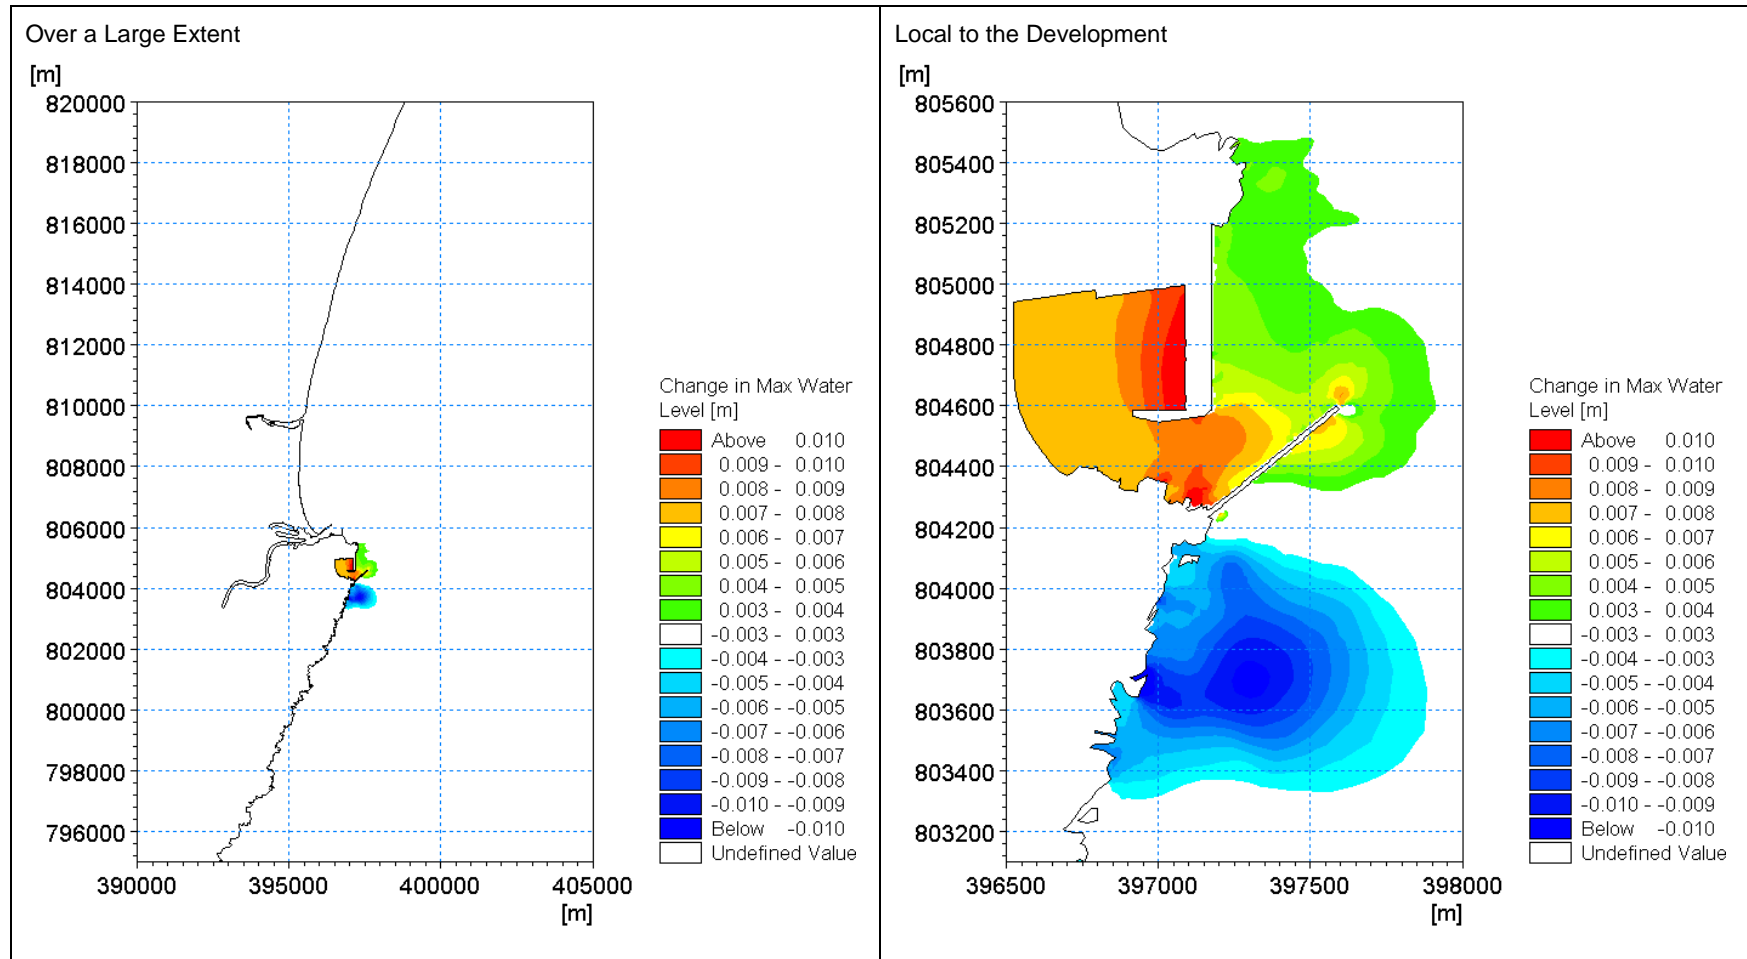 Over a Large Extent
[m]
820000
818000
816000
814000
812000
810000
808000
806000
804000
802000
800000
798000
796000
390000 395000 400000 405000
[m]
Change in Max Water
Level [m]
Above 0.010
0.009 - 0.010
0.008 - 0.009
0.007 - 0.008
0.006 - 0.007
0.005 - 0.006
0.004 - 0.005
0.003 - 0.004
-0.003 - 0.003
-0.004 - -0.003
-0.005 - -0.004
-0.006 - -0.005
-0.007 - -0.006
-0.008 - -0.007
-0.009 - -0.008
-0.010 - -0.009
Below -0.010
Undefined Value
Local to the Development
[m]
805600
805400
805200
805000
804800
804600
804400
804200
804000
803800
803600
803400
803200
396500 397000 397500 398000
[m]
Change in Max Water
Level [m]
Above 0.010
0.009 - 0.010
0.008 - 0.009
0.007 - 0.008
0.006 - 0.007
0.005 - 0.006
0.004 - 0.005
0.003 - 0.004
-0.003 - 0.003
-0.004 - -0.003
-0.005 - -0.004
-0.006 - -0.005
-0.007 - -0.006
-0.008 - -0.007
-0.009 - -0.008
-0.010 - -0.009
Below -0.010
Undefined Value